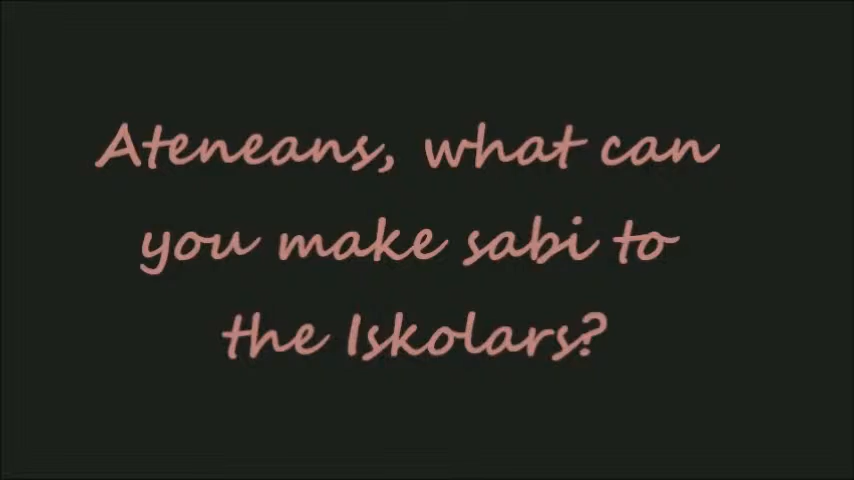 Ateneans, what can
you make sabi to
the Iskolars?